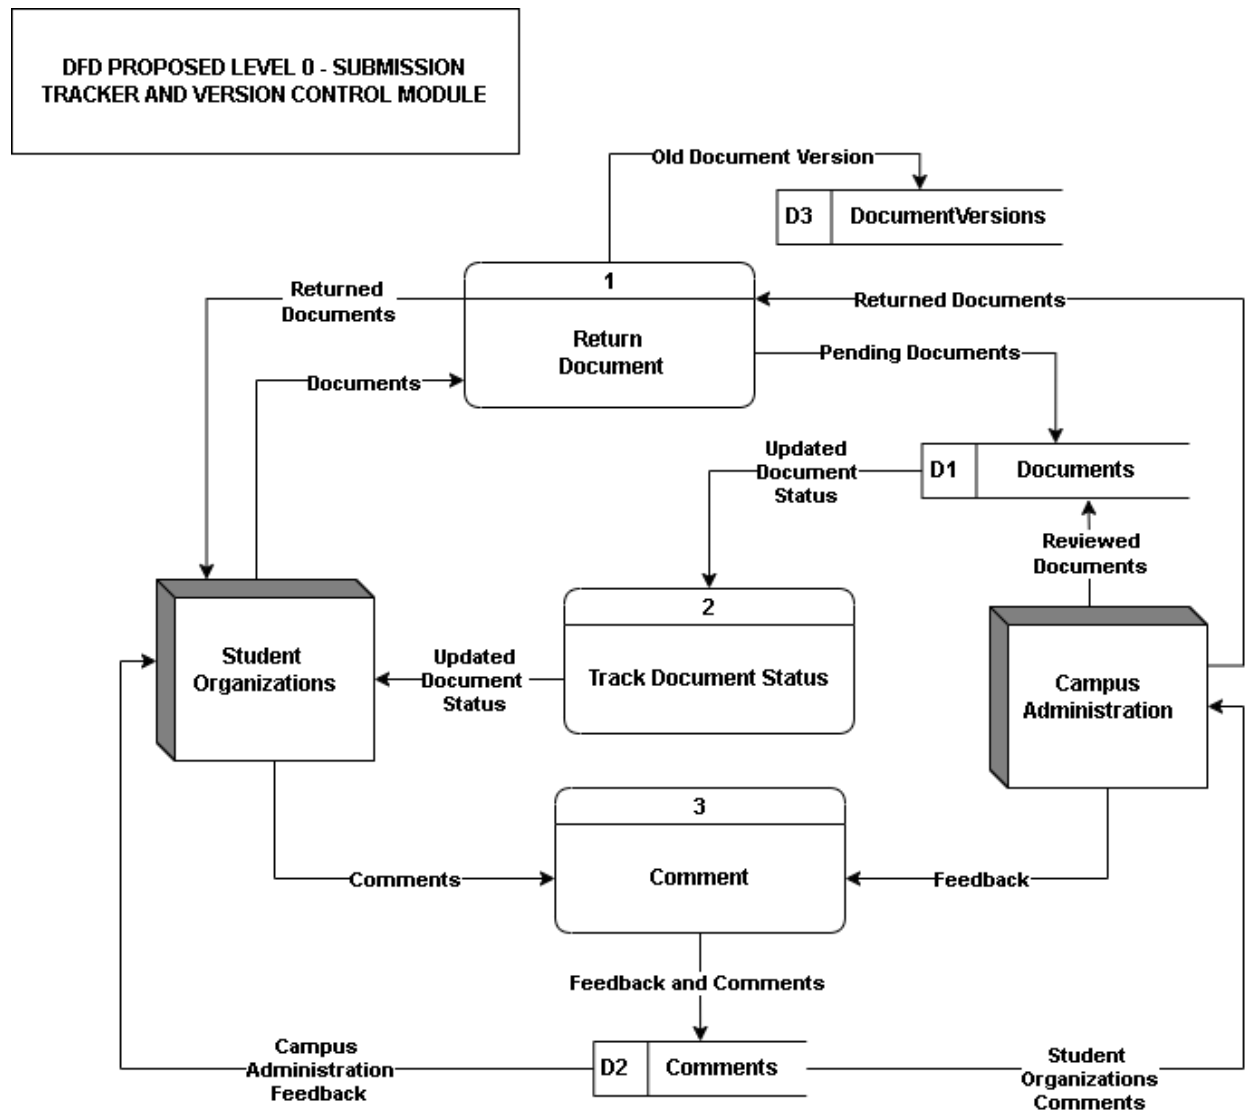 DFD PROPOSED LEVEL 0 - SUBMISSION
TRACKER AND VERSION CONTROL MODULE
Old Document Version
D3
DocumentVersions
1
Returned
Documents
Returned Documents
Return
Document
Pending Documents
Documents
Updated
Document
Status
D1
Documents
Reviewed
Documents
2
Student
Organizations
Updated
Document
Status
Track Document Status
Campus
Administration
3
Comments
Comment
Feedback
Feedback and Comments
Campus
Administration
Feedback
D2
Comments
Student
Organizations
Comments